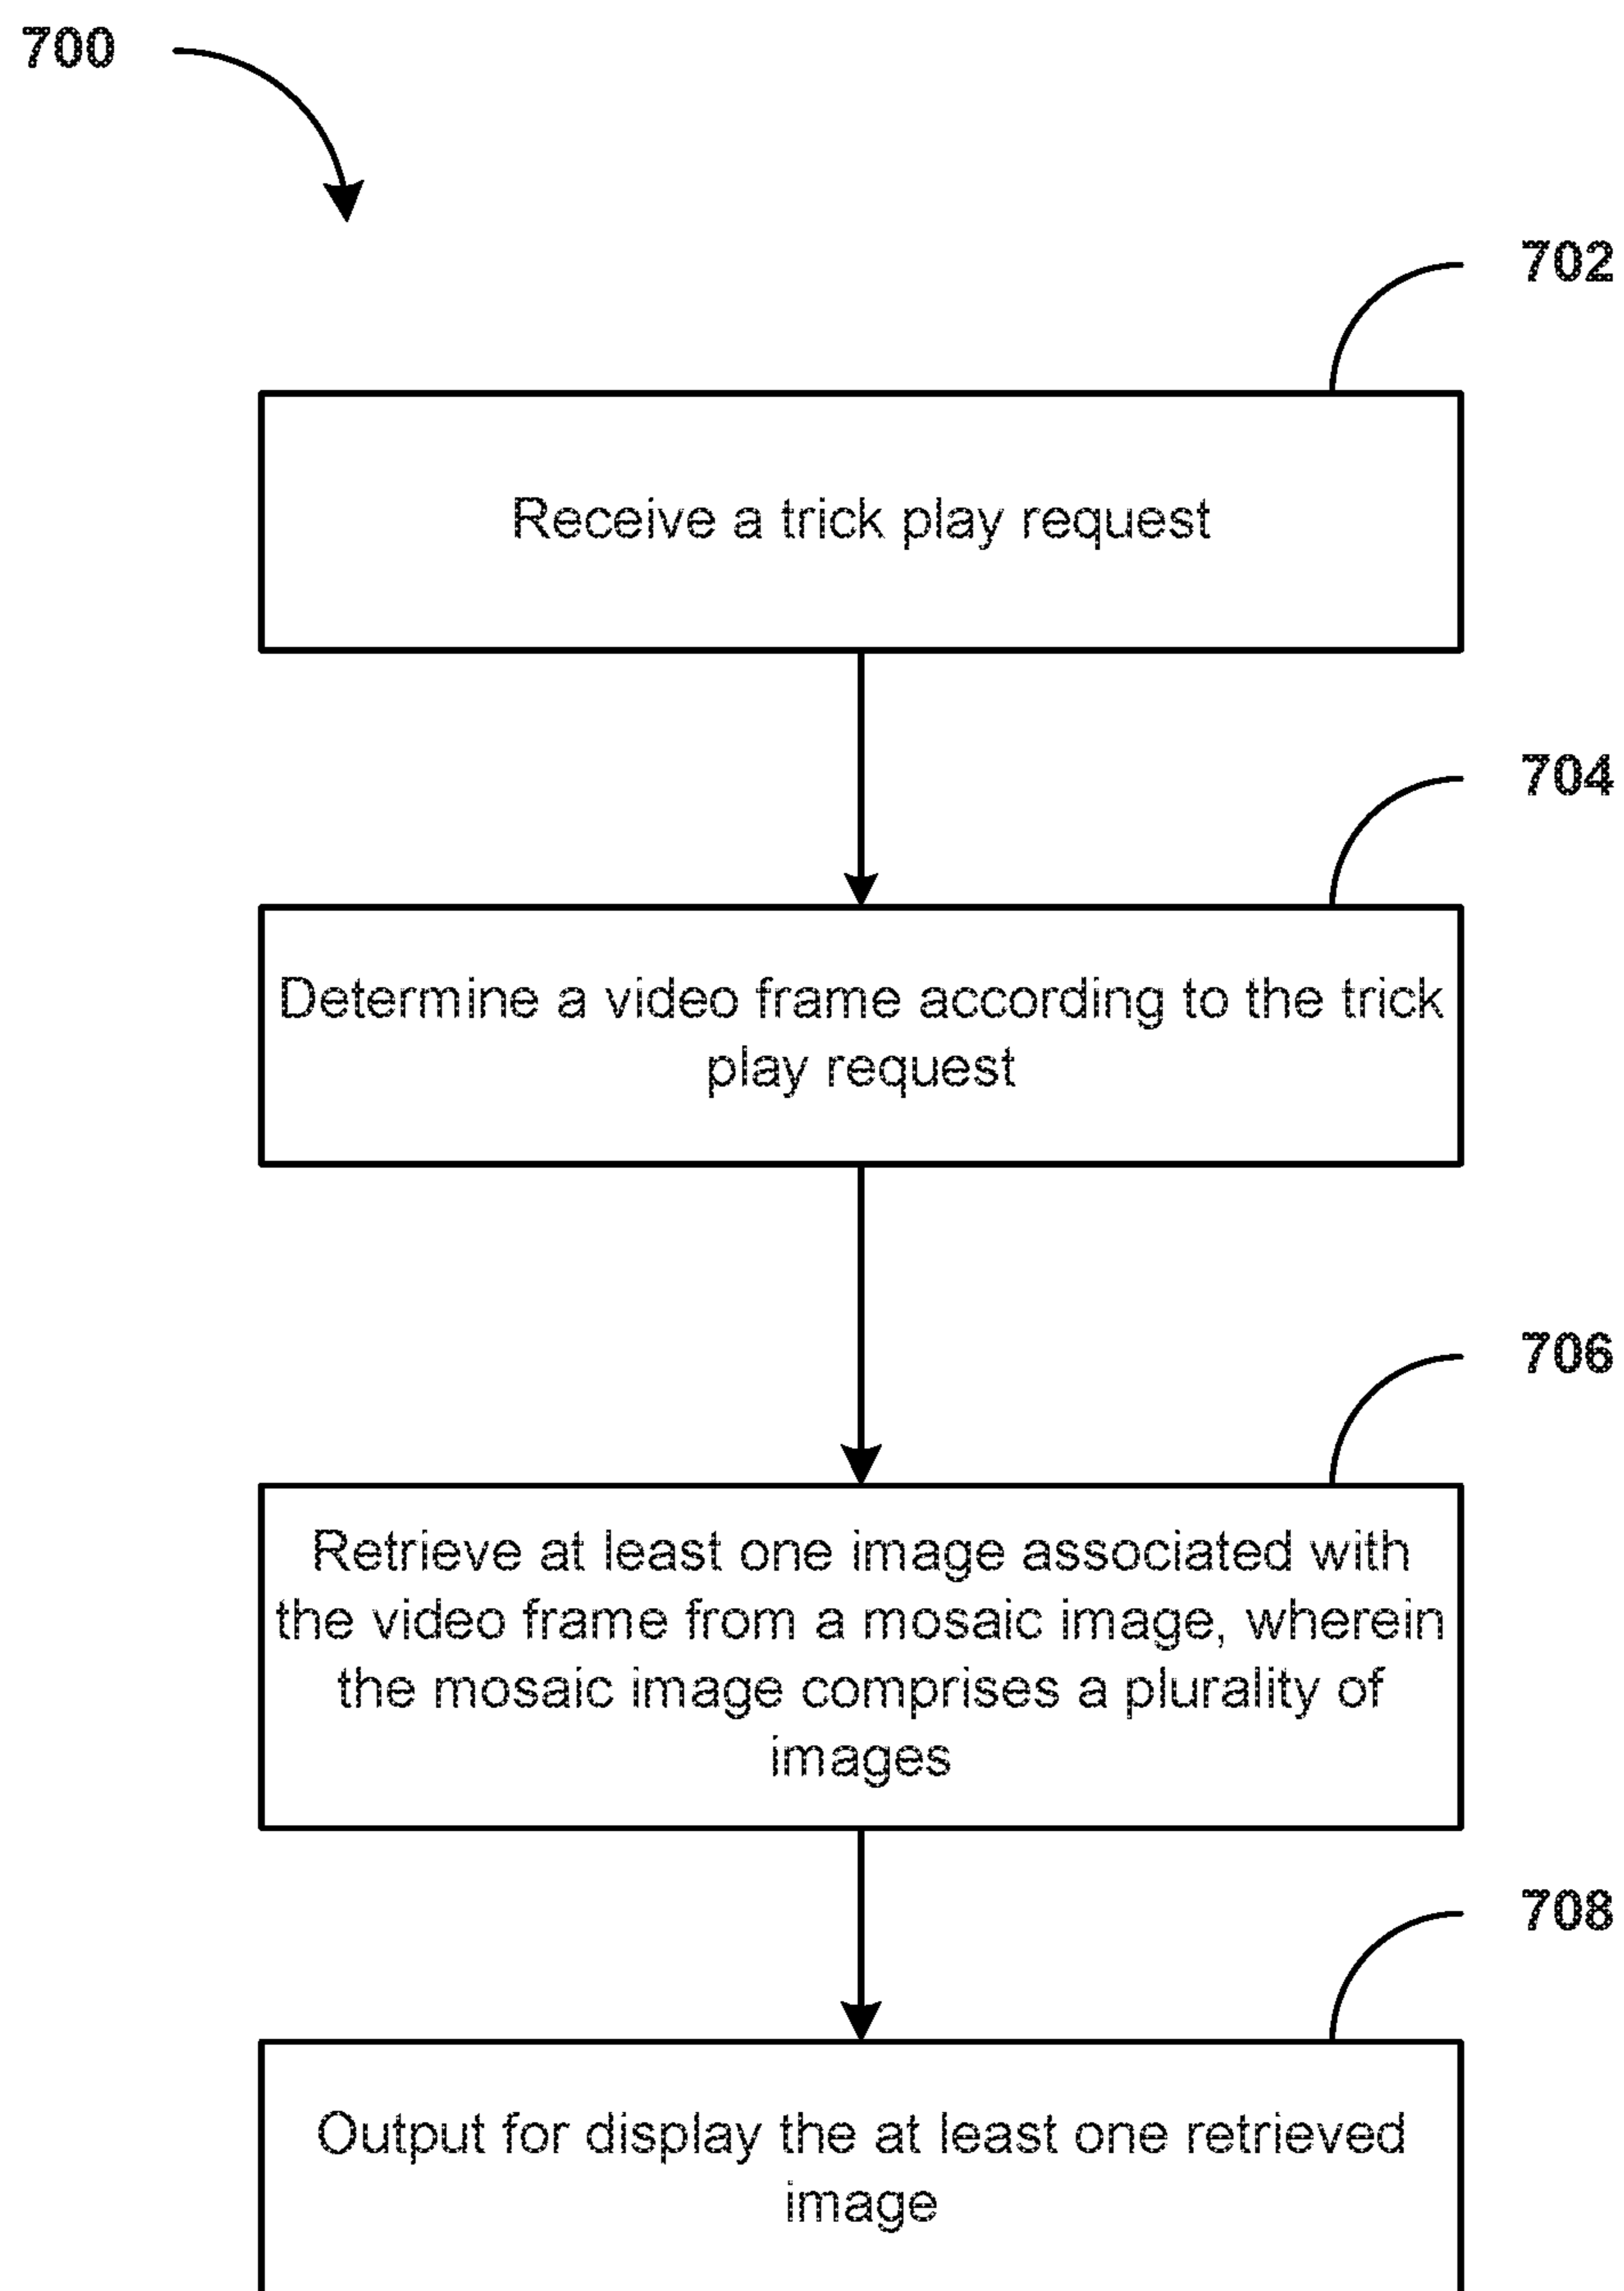 700
702
Receive a trick play request
704
Determine a video frame according to the trick
play request
706
Retrieve at least one image associated with
the video frame from a mosaic image, wherein
the mosaic image comprises a plurality of
images
708
Output for display the at least one retrieved
image